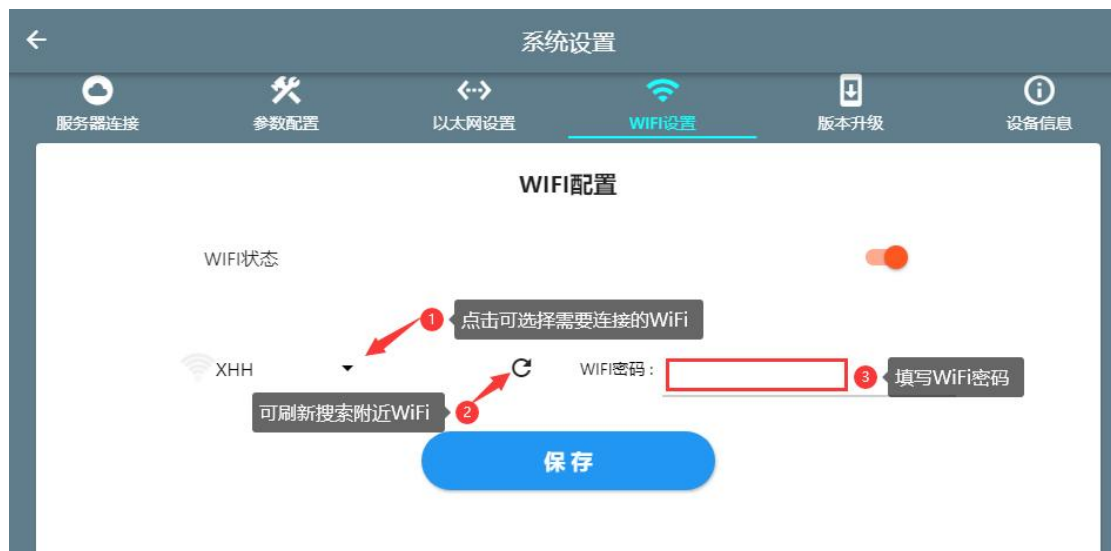 系统设置
服务器连接
参数配置
以太网设置
WIFI设置
版本升级
设备信息
WIFI配置
WIFI状态
1 点击可选择需要连接的WiFi
XHH
WIFI密码：
3 填写WiFi密码
可刷新搜索附近WiFi 2
保存